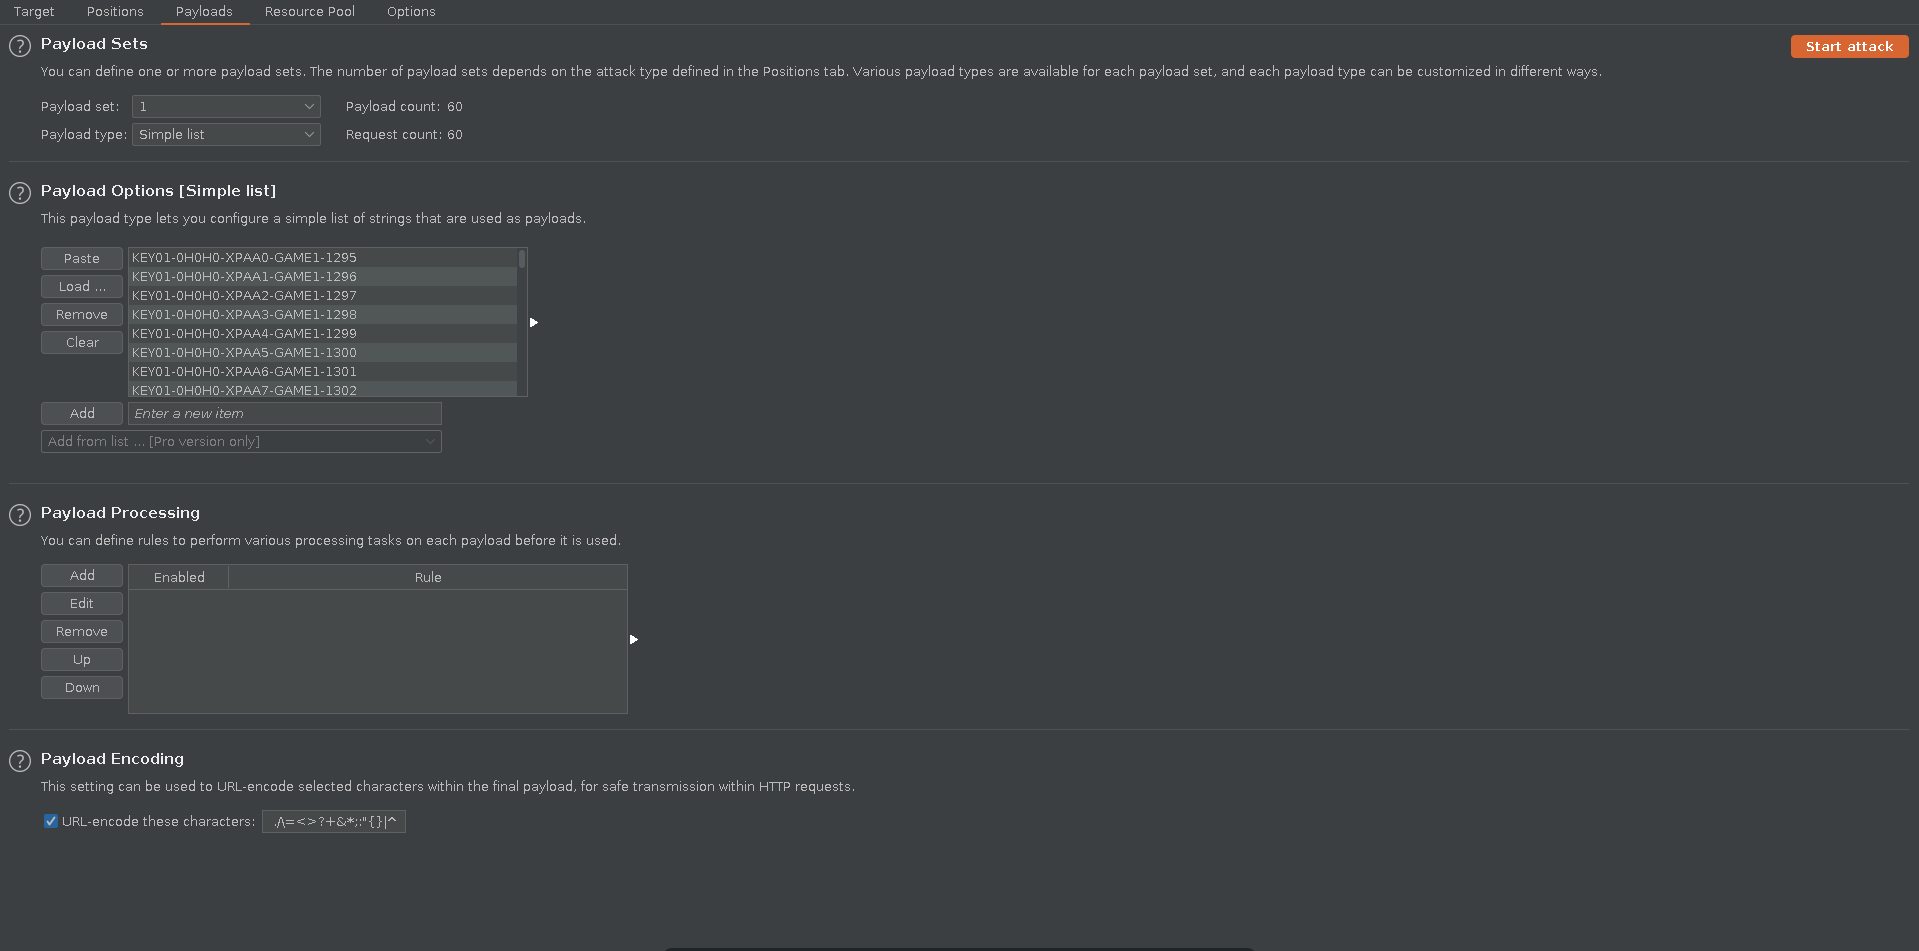 Target Positions Payloads Resource Pool Options
? Payload Sets
Start attack
You can define one or more payload sets. The number of payload sets depends on the attack type defined in the Positions tab. Various payload types are available for each payload set, and each payload type can be customized in different ways.
Payload set: 1 Payload count: 60
Payload type: Simple list Request count: 60
? Payload Options [Simple list]
This payload type lets you configure a simple list of strings that are used as payloads.
Paste
Load ...
Remove
Clear
KEY01-0H0H0-XPAA0-GAME1-1295
KEY01-0H0H0-XPAA1-GAME1-1296
KEY01-0H0H0-XPAA2-GAME1-1297
KEY01-0H0H0-XPAA3-GAME1-1298
KEY01-0H0H0-XPAA4-GAME1-1299
KEY01-0H0H0-XPAA5-GAME1-1300
KEY01-0H0H0-XPAA6-GAME1-1301
KEY01-0H0H0-XPAA7-GAME1-1302
Add Enter a new item
Add from list ... [Pro version only]
? Payload Processing
You can define rules to perform various processing tasks on each payload before it is used.
Add
Edit
Remove
Up
Down
Enabled Rule
? Payload Encoding
This setting can be used to URL-encode selected characters within the final payload, for safe transmission within HTTP requests.
URL-encode these characters: ./\=<>?+&*;:"{}|^